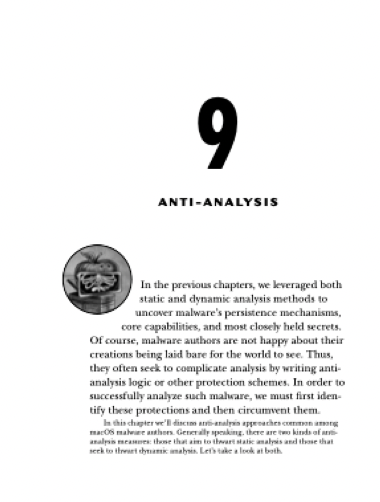 9
ANTI-ANALYSIS
In the previous chapters, we leveraged both
static and dynamic analysis methods to
uncover malware's persistence mechanisms,
core capabilities, and most closely held secrets.
Of course, malware authors are not happy about their
creations being laid bare for the world to see. Thus,
they often seek to complicate analysis by writing anti-
analysis logic or other protection schemes. In order to
successfully analyze such malware, we must first iden-
tify these protections and then circumvent them.
In this chapter we'll discuss anti-analysis approaches common among
macOS malware authors. Generally speaking, there are two kinds of anti-
analysis measures: those that aim to thwart static analysis and those that
seek to thwart dynamic analysis. Let's take a look at both.